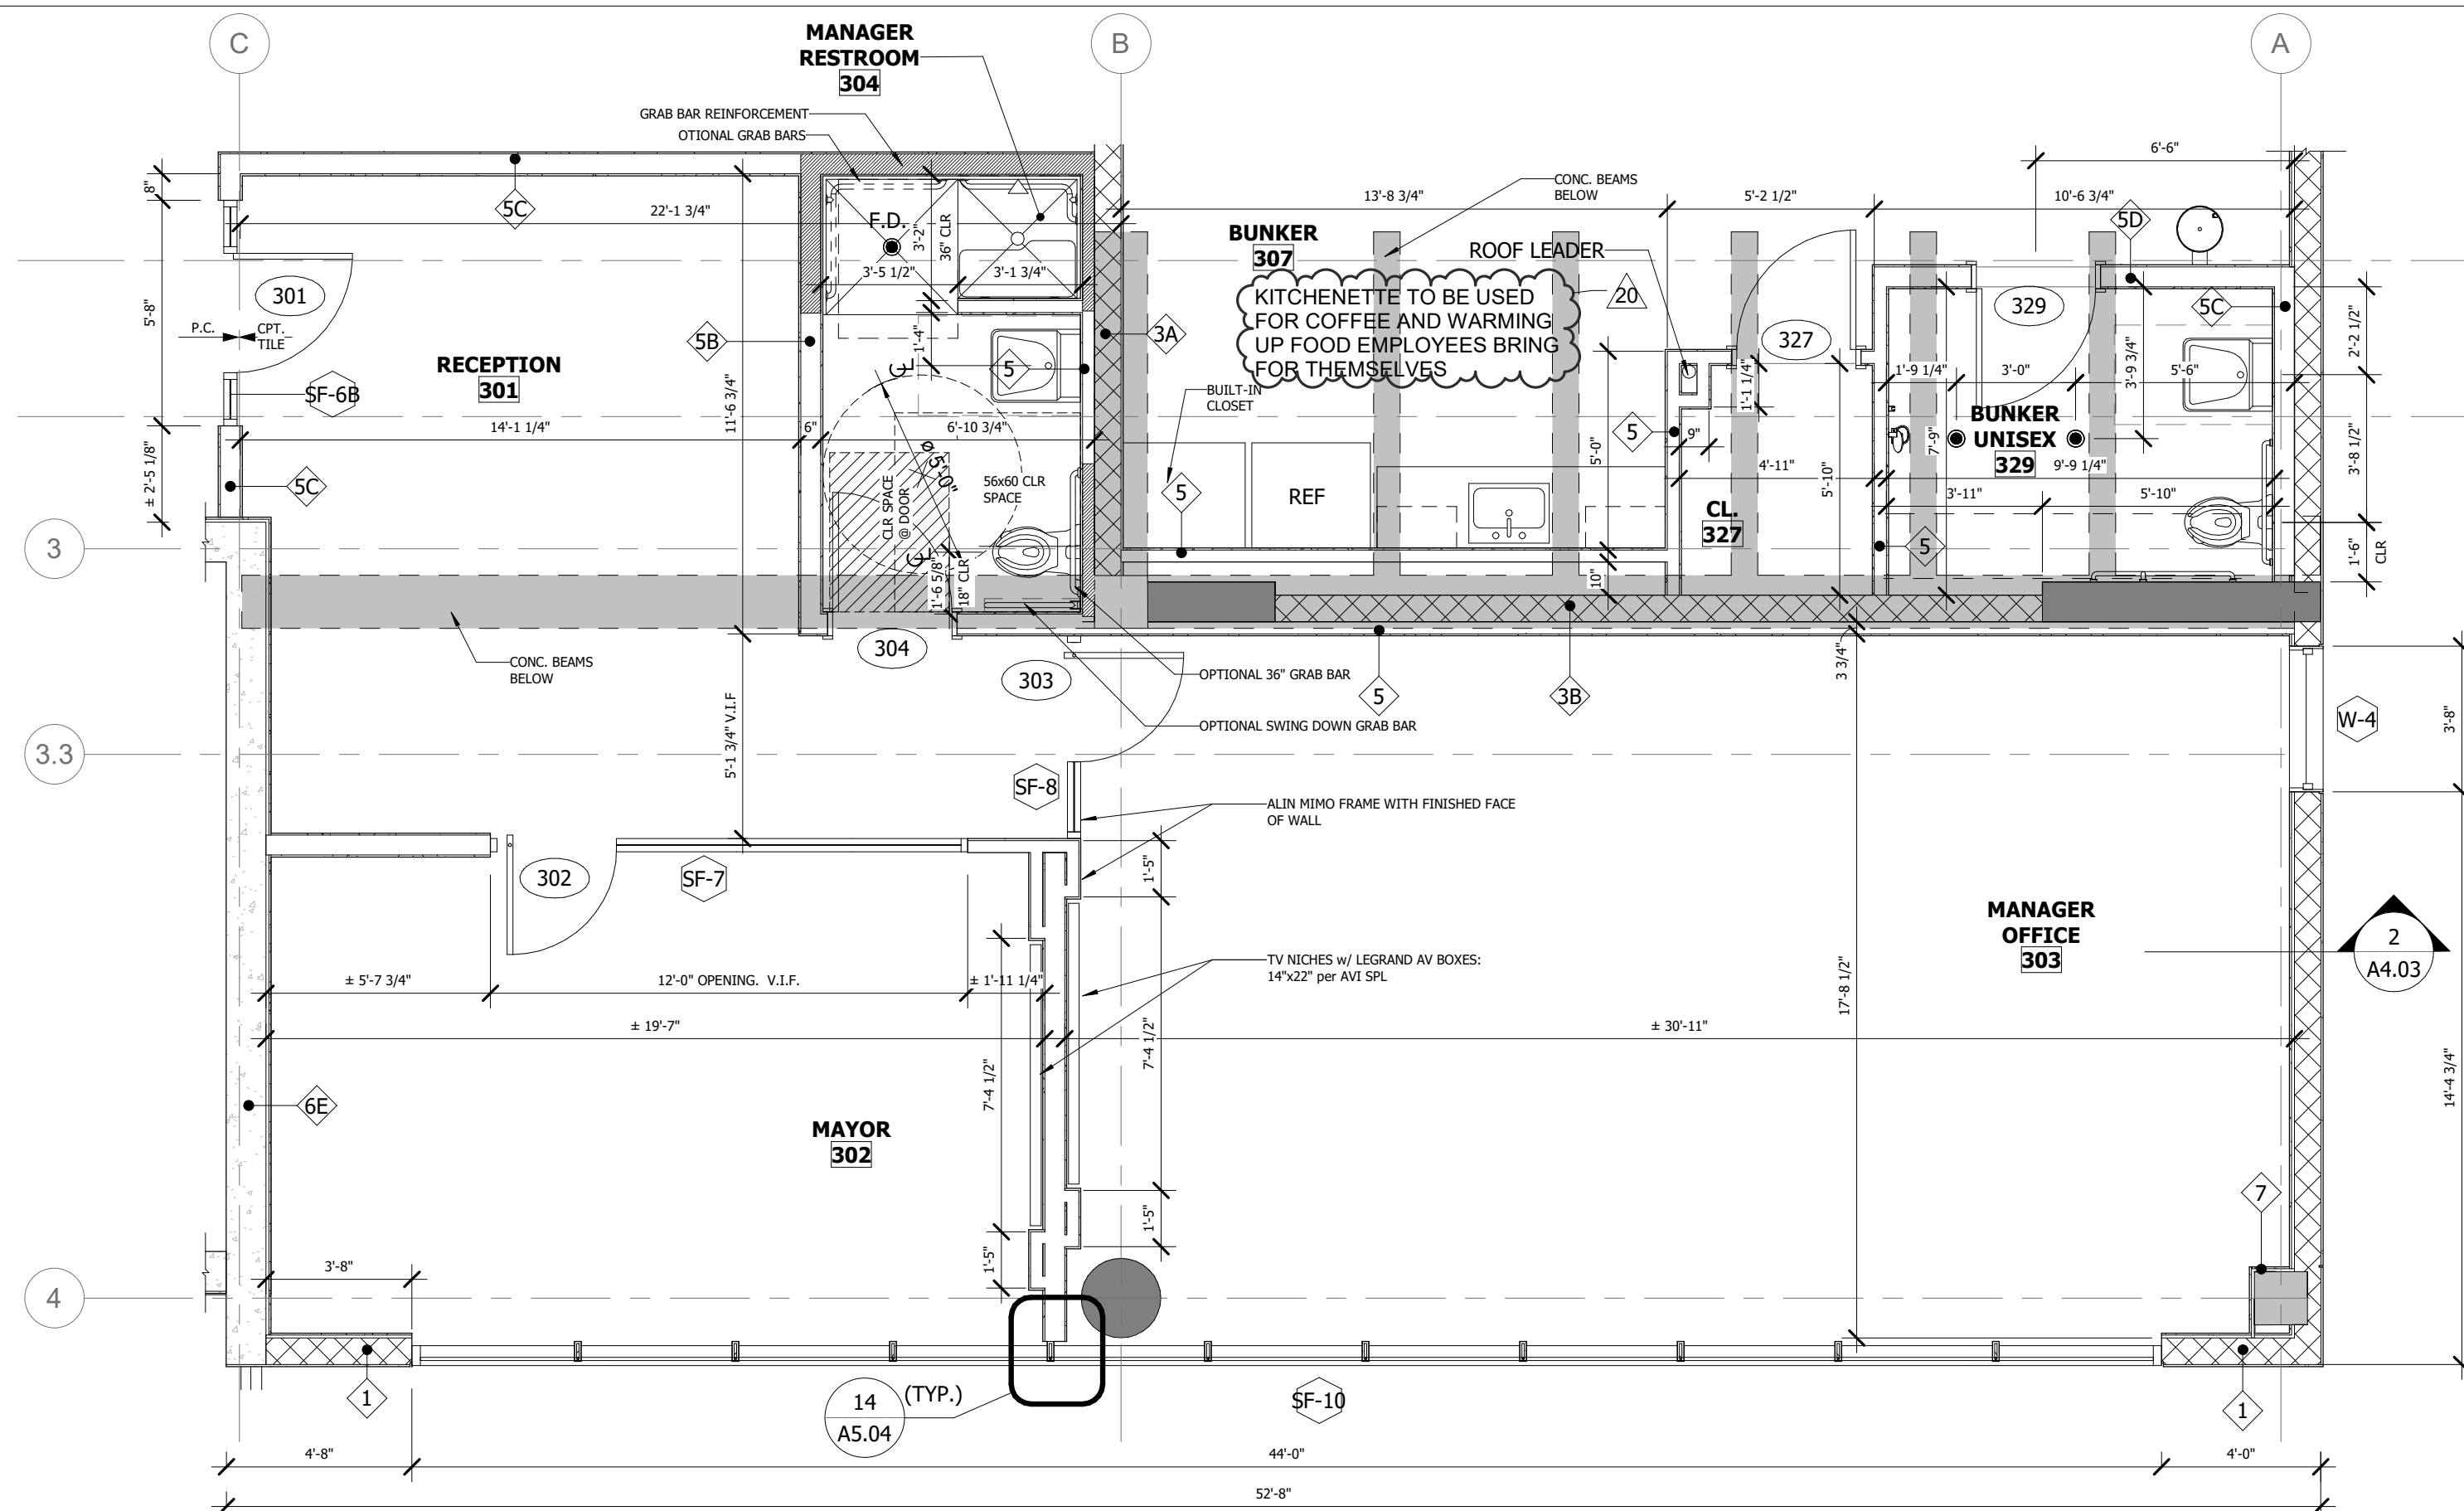 C
B
A
MANAGER
RESTROOM
304
GRAB BAR REINFORCEMENT
OTIONAL GRAB BARS
6'-6"
8"
5C
22'-1 3/4"
F.D.
3'-2"
36" CLR
3'-5 1/2"
3'-1 3/4"
13'-8 3/4"
CONC. BEAMS
BELOW
5'-2 1/2"
10'-6 3/4"
5D
BUNKER
307
ROOF LEADER
KITCHENETTE TO BE USED
FOR COFFEE AND WARMING
UP FOOD EMPLOYEES BRING
FOR THEMSELVES
20
301
5'-8"
P.C.
CPT.
TILE
RECEPTION
301
SF-6B
5B
1'-4"
5
3A
327
329
5C
2'-2 1/2"
BUILT-IN
CLOSET
1'-1 1/4"
1'-9 1/4"
3'-0"
3'-9 3/4"
5'-6"
11'-6 3/4"
14'-1 1/4"
6"
6'-10 3/4"
ø 5'-0"
5'-0"
5
9"
4'-11"
5'-10"
7'-9"
BUNKER
UNISEX
329
9'-9 1/4"
3'-8 1/2"
± 2'-5 1/8"
5C
CLR SPACE
@ DOOR
56x60 CLR
SPACE
5
REF
CL.
327
3'-11"
5'-10"
5
1'-6"
CLR
3
1'-6 5/8"
18" CLR
10"
CONC. BEAMS
BELOW
304
303
OPTIONAL 36" GRAB BAR
5
3B
3 3/4"
OPTIONAL SWING DOWN GRAB BAR
W-4
3'-8"
3.3
5'-1 3/4" V.I.F
SF-8
ALIN MIMO FRAME WITH FINISHED FACE
OF WALL
302
SF-7
1'-5"
MANAGER
OFFICE
303
2
A4.03
± 5'-7 3/4"
12'-0" OPENING. V.I.F.
± 1'-11 1/4"
TV NICHES w/ LEGRAND AV BOXES:
14"x22" per AVI SPL
17'-8 1/2"
± 19'-7"
7'-4 1/2"
± 30'-11"
7'-4 1/2"
14'-4 3/4"
6E
MAYOR
302
7
1'-5"
1'-5"
3'-8"
4
1
14
A5.04
(TYP.)
SF-10
1
4'-8"
44'-0"
4'-0"
52'-8"